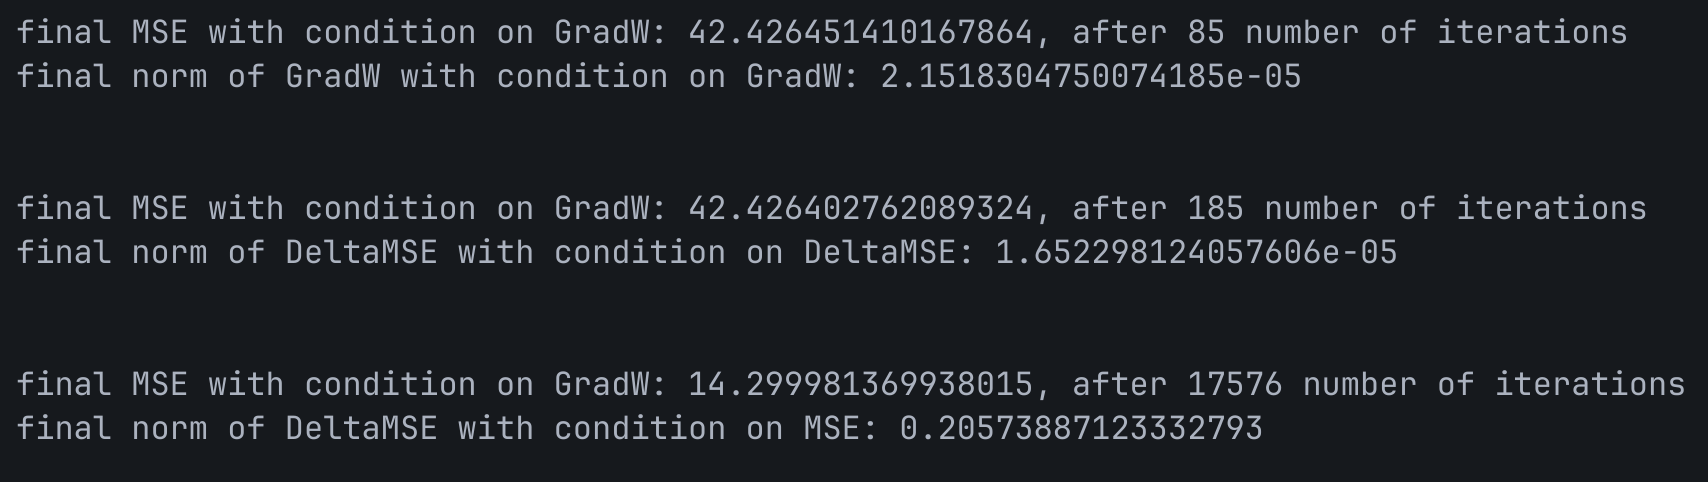 final MSE with condition on GradW: 42.426451410167864, after 85 number of iterations
final norm of GradW with condition on GradW: 2.1518304750074185e-05
final MSE with condition on GradW: 42.426402762089324, after 185 number of iterations
final norm of DeltaMSE with condition on DeltaMSE: 1.652298124057606e-05
final MSE with condition on GradW: 14.299981369938015, after 17576 number of iterations
final norm of DeltaMSE with condition on MSE: 0.20573887123332793